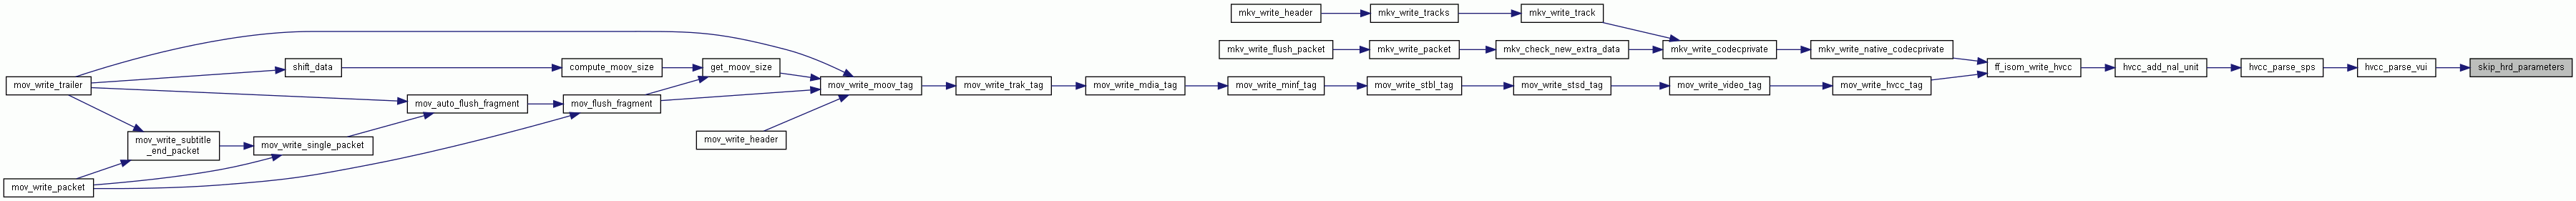 mkv_write_header
mkv_write_tracks
mkv_write_track
mkv_write_flush_packet
mkv_write_packet
mkv_check_new_extra_data
mkv_write_codecprivate
mkv_write_native_codecprivate
shift_data
compute_moov_size
get_moov_size
ff_isom_write_hvcc
hvcc_add_nal_unit
hvcc_parse_sps
hvcc_parse_vui
skip_hrd_parameters
mov_write_trailer
mov_write_moov_tag
mov_write_trak_tag
mov_write_mdia_tag
mov_write_minf_tag
mov_write_stbl_tag
mov_write_stsd_tag
mov_write_video_tag
mov_write_hvcc_tag
mov_auto_flush_fragment
mov_flush_fragment
mov_write_subtitle
_end_packet
mov_write_single_packet
mov_write_header
mov_write_packet